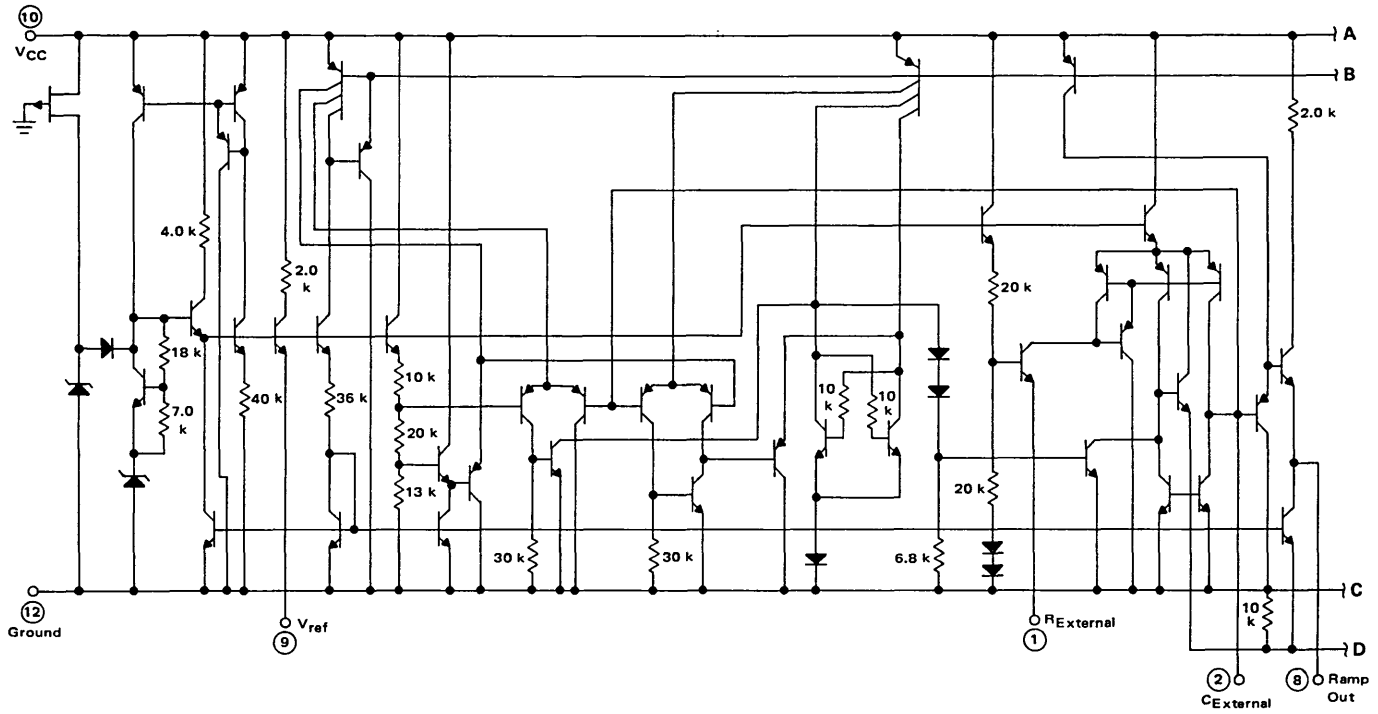 10
VCC
A
B
2.0 k
4.0 k
2.0
k
20 k
18 k
7.0
k
40 k
36 k
10 k
20 k
13 k
10
k
10
k
20 k
30 k
30 k
6.8 k
C
12
Ground
Vref
9
RExternal
1
10
k
D
2
CExternal
8
Ramp
Out